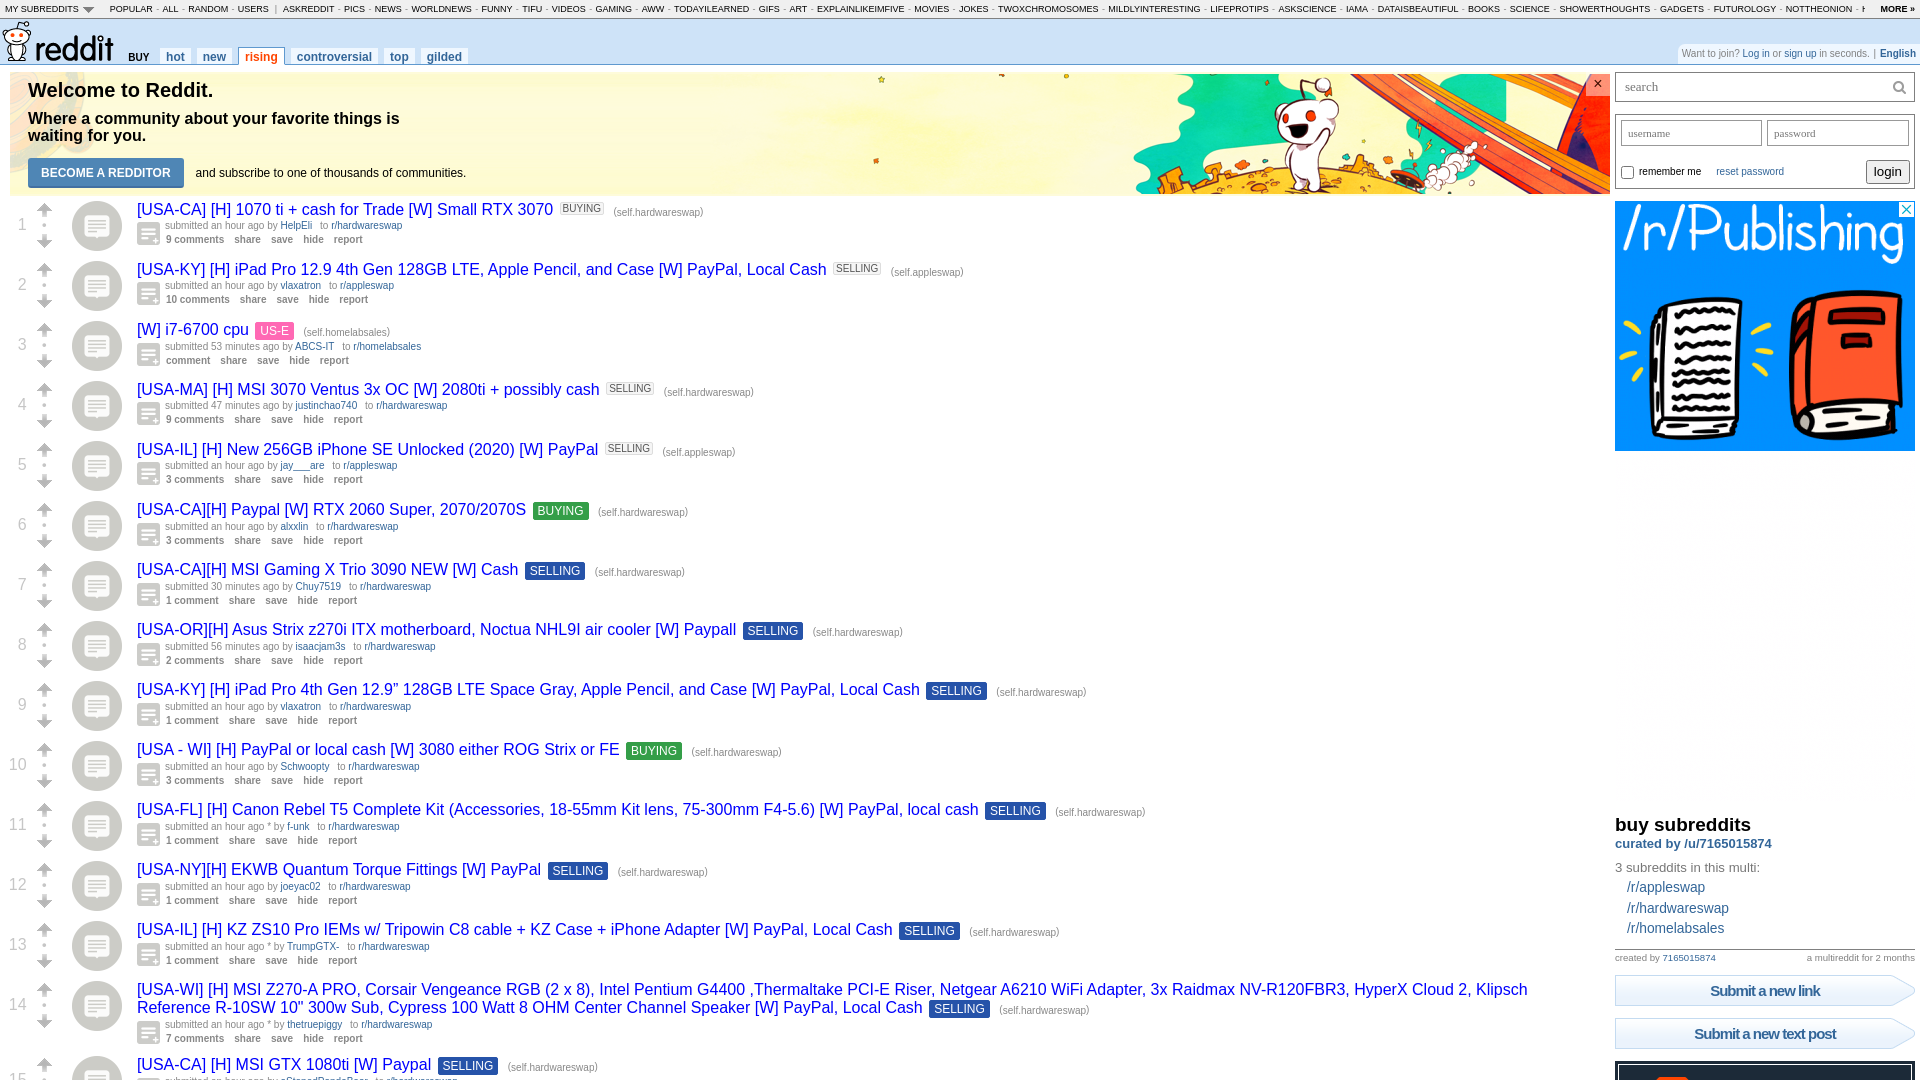 MY SUBREDDITS POPULAR - ALL - RANDOM - USERS | ASKREDDIT - PICS - NEWS - WORLDNEWS - FUNNY - TIFU - VIDEOS - GAMING - AWW - TODAYILEARNED - GIFS - ART - EXPLAINLIKEIMFIVE - MOVIES - JOKES - TWOXCHROMOSOMES - MILDLYINTERESTING - LIFEPROTIPS - ASKSCIENCE - IAMA - DATAISBEAUTIFUL - BOOKS - SCIENCE - SHOWERTHOUGHTS - GADGETS - FUTUROLOGY - NOTTHEONION - MORE »
reddit BUY hot new rising controversial top gilded
Want to join? Log in or sign up in seconds. | English
Welcome to Reddit.
Where a community about your favorite things is
waiting for you.
BECOME A REDDITOR and subscribe to one of thousands of communities.
×
1
[USA-CA] [H] 1070 ti + cash for Trade [W] Small RTX 3070 BUYING (self.hardwareswap)
submitted an hour ago by HelpEli to r/hardwareswap
9 comments share save hide report
2
[USA-KY] [H] iPad Pro 12.9 4th Gen 128GB LTE, Apple Pencil, and Case [W] PayPal, Local Cash SELLING (self.appleswap)
submitted an hour ago by vlaxatron to r/appleswap
10 comments share save hide report
3
[W] i7-6700 cpu US-E (self.homelabsales)
submitted 53 minutes ago by ABCS-IT to r/homelabsales
comment share save hide report
4
[USA-MA] [H] MSI 3070 Ventus 3x OC [W] 2080ti + possibly cash SELLING (self.hardwareswap)
submitted 47 minutes ago by justinchao740 to r/hardwareswap
9 comments share save hide report
5
[USA-IL] [H] New 256GB iPhone SE Unlocked (2020) [W] PayPal SELLING (self.appleswap)
submitted an hour ago by jay___are to r/appleswap
3 comments share save hide report
6
[USA-CA][H] Paypal [W] RTX 2060 Super, 2070/2070S BUYING (self.hardwareswap)
submitted an hour ago by alxxlin to r/hardwareswap
3 comments share save hide report
7
[USA-CA][H] MSI Gaming X Trio 3090 NEW [W] Cash SELLING (self.hardwareswap)
submitted 30 minutes ago by Chuy7519 to r/hardwareswap
1 comment share save hide report
8
[USA-OR][H] Asus Strix z270i ITX motherboard, Noctua NHL9I air cooler [W] Paypall SELLING (self.hardwareswap)
submitted 56 minutes ago by isaacjam3s to r/hardwareswap
2 comments share save hide report
9
[USA-KY] [H] iPad Pro 4th Gen 12.9” 128GB LTE Space Gray, Apple Pencil, and Case [W] PayPal, Local Cash SELLING (self.hardwareswap)
submitted an hour ago by vlaxatron to r/hardwareswap
1 comment share save hide report
10
[USA - WI] [H] PayPal or local cash [W] 3080 either ROG Strix or FE BUYING (self.hardwareswap)
submitted an hour ago by Schwoopty to r/hardwareswap
3 comments share save hide report
11
[USA-FL] [H] Canon Rebel T5 Complete Kit (Accessories, 18-55mm Kit lens, 75-300mm F4-5.6) [W] PayPal, local cash SELLING (self.hardwareswap)
submitted an hour ago * by f-unk to r/hardwareswap
1 comment share save hide report
12
[USA-NY][H] EKWB Quantum Torque Fittings [W] PayPal SELLING (self.hardwareswap)
submitted an hour ago by joeyac02 to r/hardwareswap
1 comment share save hide report
13
[USA-IL] [H] KZ ZS10 Pro IEMs w/ Tripowin C8 cable + KZ Case + iPhone Adapter [W] PayPal, Local Cash SELLING (self.hardwareswap)
submitted an hour ago * by TrumpGTX- to r/hardwareswap
1 comment share save hide report
14
[USA-WI] [H] MSI Z270-A PRO, Corsair Vengeance RGB (2 x 8), Intel Pentium G4400 ,Thermaltake PCI-E Riser, Netgear A6210 WiFi Adapter, 3x Raidmax NV-R120FBR3, HyperX Cloud 2, Klipsch
Reference R-10SW 10" 300w Sub, Cypress 100 Watt 8 OHM Center Channel Speaker [W] PayPal, Local Cash SELLING (self.hardwareswap)
submitted an hour ago * by thetruepiggy to r/hardwareswap
7 comments share save hide report
15
[USA-CA] [H] MSI GTX 1080ti [W] Paypal SELLING (self.hardwareswap)
search
username password
remember me reset password login
/r/Publishing
buy subreddits
curated by /u/7165015874
3 subreddits in this multi:
/r/appleswap
/r/hardwareswap
/r/homelabsales
created by 7165015874 a multireddit for 2 months
Submit a new link
Submit a new text post